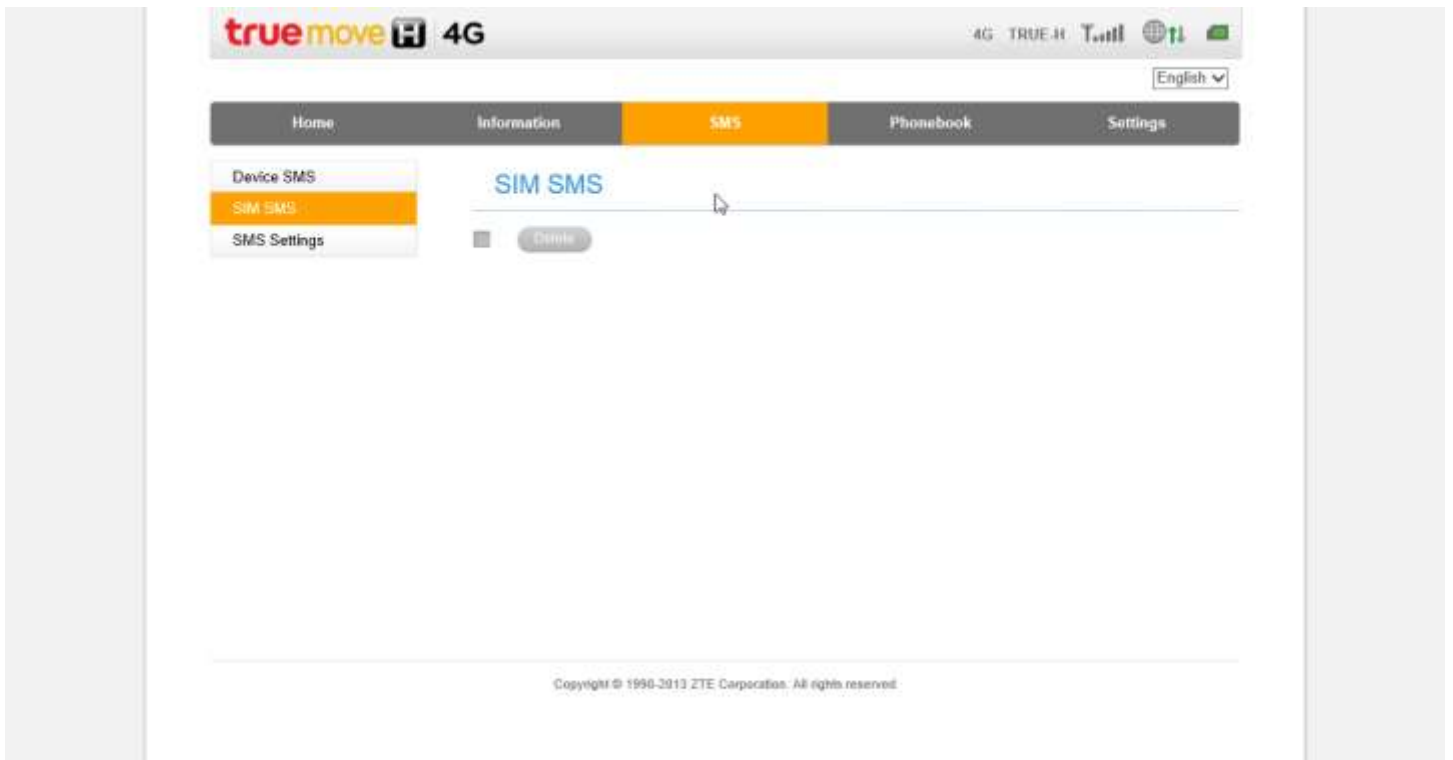 truemove H 4G
4G TRUE-H
English
Home Information SMS Phonebook Settings
Device SMS
SIM SMS
SMS Settings
SIM SMS
Delete
Copyright © 1998-2013 ZTE Corporation. All rights reserved